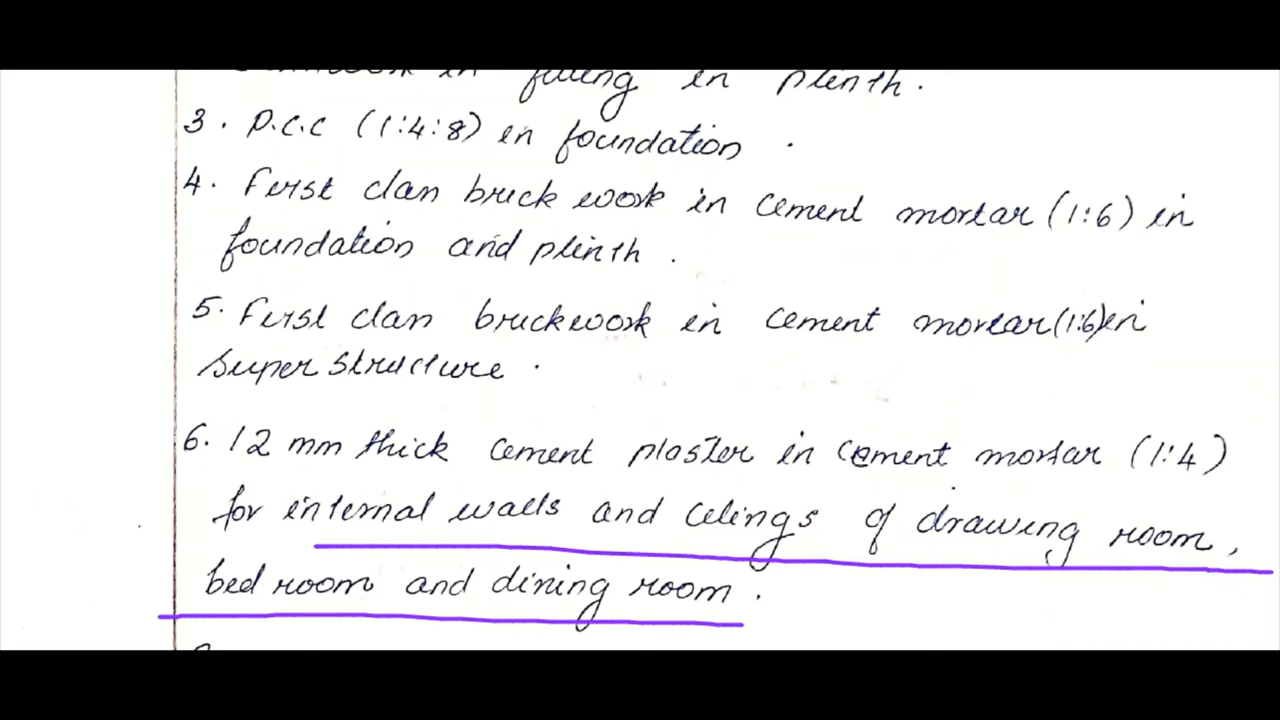 in filling in plinth.
3. P.C.C (1:4:8) in foundation .
4. First class brick work in cement mortar (1:6) in
foundation and plinth .
5. First class brickwork in cement mortar (1:6) in
super structure .
6. 12 mm thick cement plaster in cement mortar (1:4)
for internal walls and celings of drawing room,
bed room and dining room .